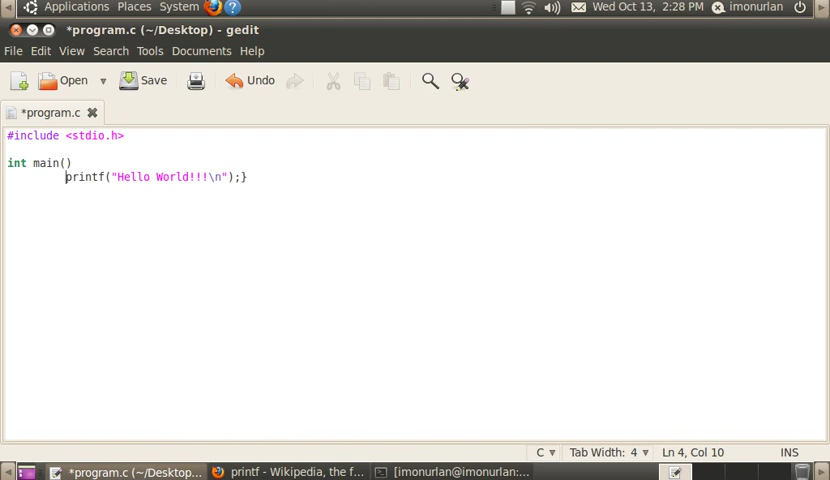 Applications Places System Wed Oct 13, 2:28 PM imonurlan
*program.c (~/Desktop) - gedit
File Edit View Search Tools Documents Help
Open Save Undo
*program.c
#include <stdio.h>
int main()
printf("Hello World!!!\n");}
C Tab Width: 4 Ln 4, Col 10 INS
*program.c (~/Desktop... printf - Wikipedia, the f... [imonurlan@imonurlan:...